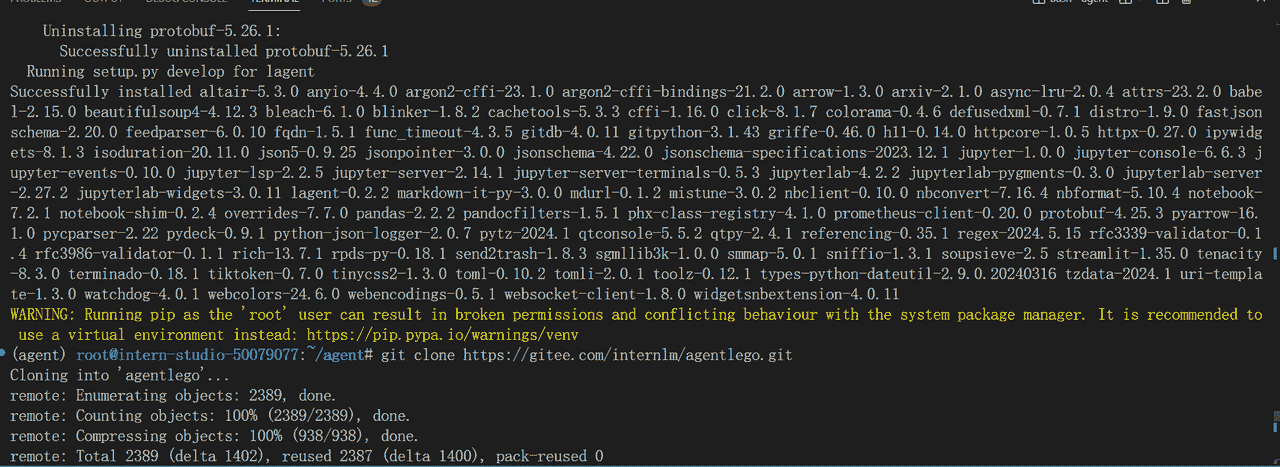 PROBLEMS OUTPUT DEBUG CONSOLE TERMINAL PORTS 12 bash - agent
Uninstalling protobuf-5.26.1:
Successfully uninstalled protobuf-5.26.1
Running setup.py develop for lagent
Successfully installed altair-5.3.0 anyio-4.4.0 argon2-cffi-23.1.0 argon2-cffi-bindings-21.2.0 arrow-1.3.0 arxiv-2.1.0 async-lru-2.0.4 attrs-23.2.0 babe
l-2.15.0 beautifulsoup4-4.12.3 bleach-6.1.0 blinker-1.8.2 cachetools-5.3.3 cffi-1.16.0 click-8.1.7 colorama-0.4.6 defusedxml-0.7.1 distro-1.9.0 fastjson
schema-2.20.0 feedparser-6.0.10 fqdn-1.5.1 func_timeout-4.3.5 gitdb-4.0.11 gitpython-3.1.43 griffe-0.46.0 h11-0.14.0 httpcore-1.0.5 httpx-0.27.0 ipywidg
ets-8.1.3 isoduration-20.11.0 json5-0.9.25 jsonpointer-3.0.0 jsonschema-4.22.0 jsonschema-specifications-2023.12.1 jupyter-1.0.0 jupyter-console-6.6.3 j
upyter-events-0.10.0 jupyter-lsp-2.2.5 jupyter-server-2.14.1 jupyter-server-terminals-0.5.3 jupyterlab-4.2.2 jupyterlab-pygments-0.3.0 jupyterlab-server
-2.27.2 jupyterlab-widgets-3.0.11 lagent-0.2.2 markdown-it-py-3.0.0 mdurl-0.1.2 mistune-3.0.2 nbclient-0.10.0 nbconvert-7.16.4 nbformat-5.10.4 notebook-
7.2.1 notebook-shim-0.2.4 overrides-7.7.0 pandas-2.2.2 pandocfilters-1.5.1 phx-class-registry-4.1.0 prometheus-client-0.20.0 protobuf-4.25.3 pyarrow-16.
1.0 pycparser-2.22 pydeck-0.9.1 python-json-logger-2.0.7 pytz-2024.1 qtconsole-5.5.2 qtpy-2.4.1 referencing-0.35.1 regex-2024.5.15 rfc3339-validator-0.1
.4 rfc3986-validator-0.1.1 rich-13.7.1 rpds-py-0.18.1 send2trash-1.8.3 sgmllib3k-1.0.0 smmap-5.0.1 sniffio-1.3.1 soupsieve-2.5 streamlit-1.35.0 tenacity
-8.3.0 terminado-0.18.1 tiktoken-0.7.0 tinycss2-1.3.0 toml-0.10.2 tomli-2.0.1 toolz-0.12.1 types-python-dateutil-2.9.0.20240316 tzdata-2024.1 uri-templa
te-1.3.0 watchdog-4.0.1 webcolors-24.6.0 webencodings-0.5.1 websocket-client-1.8.0 widgetsnbextension-4.0.11
WARNING: Running pip as the 'root' user can result in broken permissions and conflicting behaviour with the system package manager. It is recommended to
use a virtual environment instead: https://pip.pypa.io/warnings/venv
(agent) root@intern-studio-50079077:~/agent# git clone https://gitee.com/internlm/agentlego.git
Cloning into 'agentlego'...
remote: Enumerating objects: 2389, done.
remote: Counting objects: 100% (2389/2389), done.
remote: Compressing objects: 100% (938/938), done.
remote: Total 2389 (delta 1402), reused 2387 (delta 1400), pack-reused 0